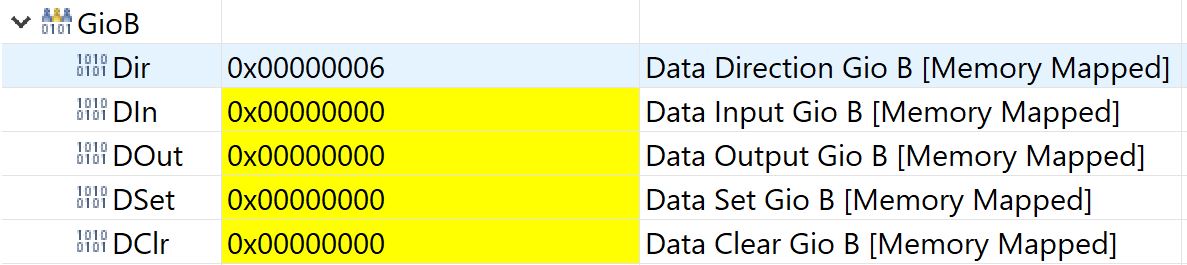 GioB
Dir 0x00000006 Data Direction Gio B [Memory Mapped]
DIn 0x00000000 Data Input Gio B [Memory Mapped]
DOut 0x00000000 Data Output Gio B [Memory Mapped]
DSet 0x00000000 Data Set Gio B [Memory Mapped]
DClr 0x00000000 Data Clear Gio B [Memory Mapped]